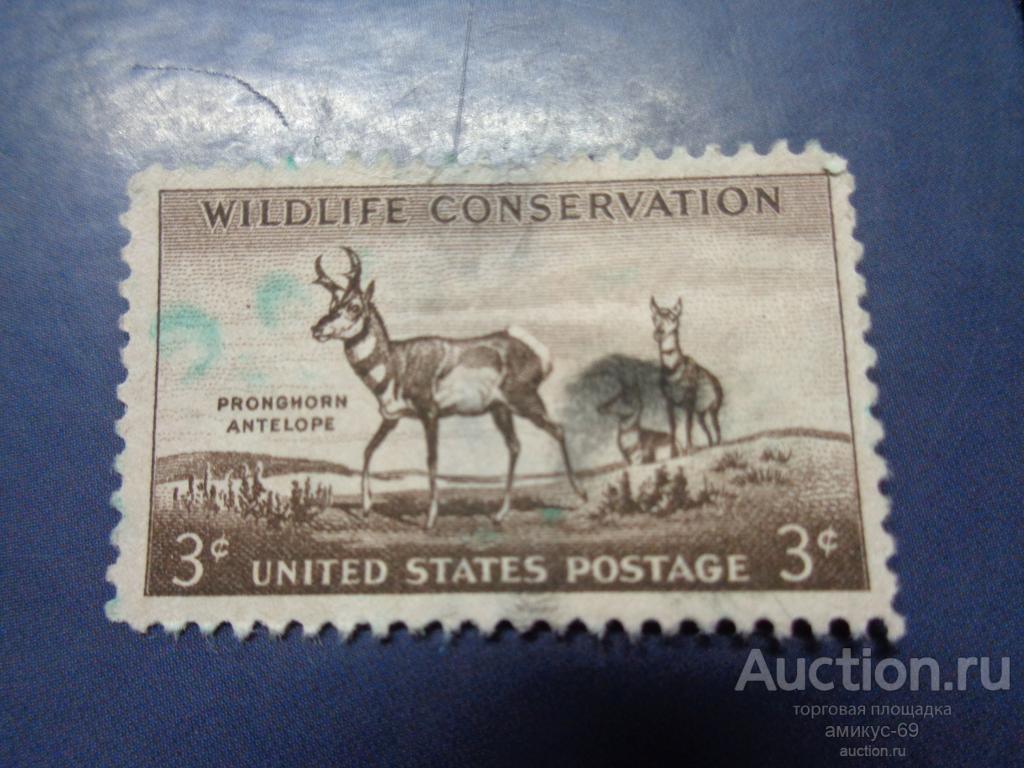 WILDLIFE CONSERVATION
PRONGHORN
ANTELOPE
3¢ UNITED STATES POSTAGE 3¢
Auction.ru
торговая площадка
амикус-69
auction.ru